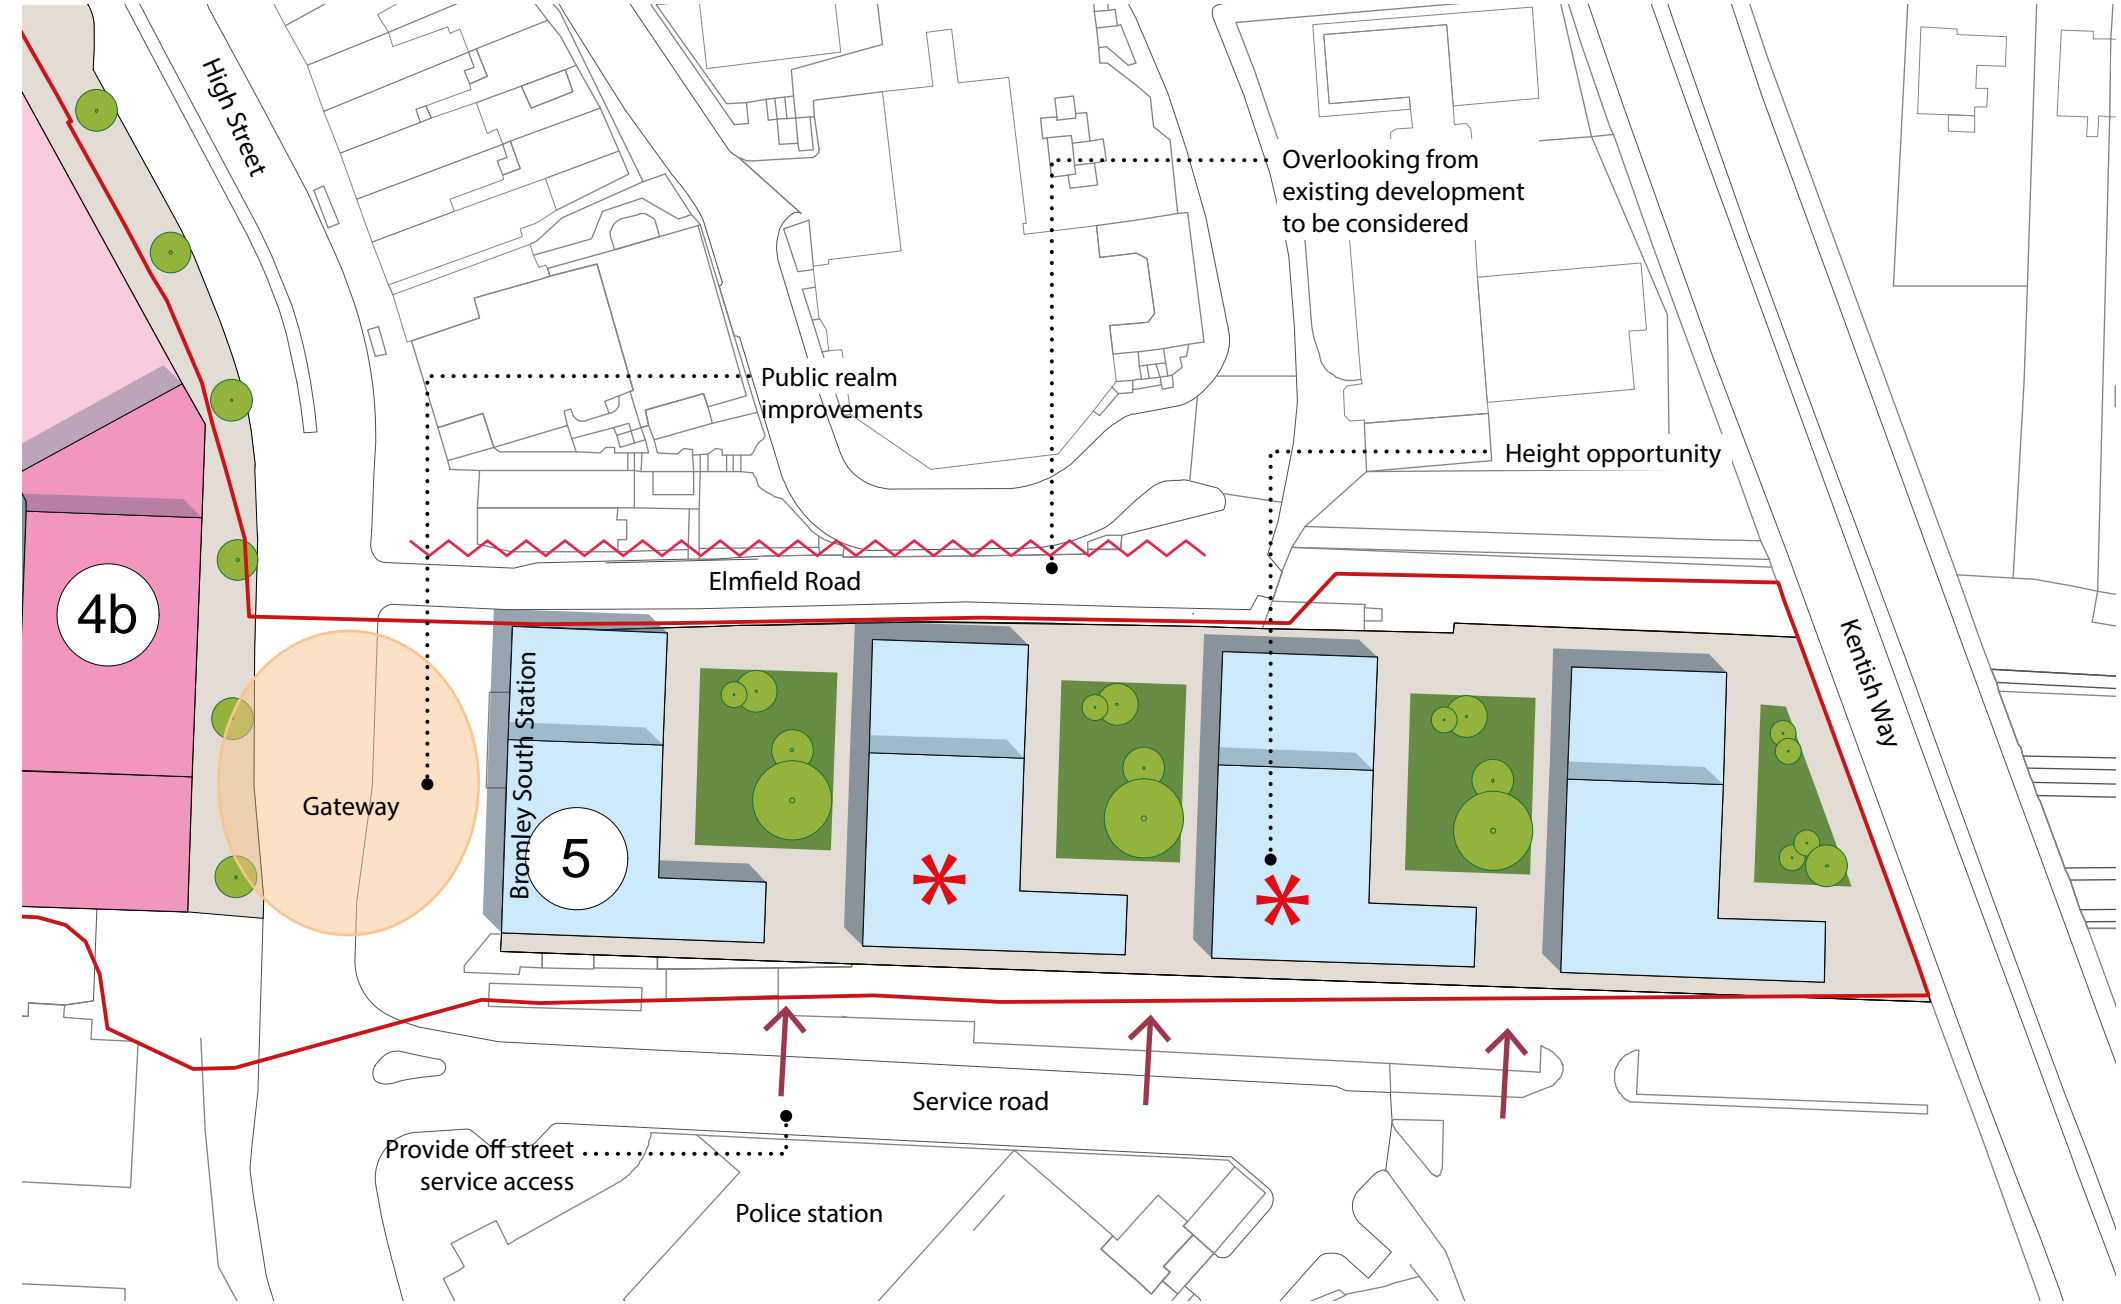 High Street
Overlooking from
existing development
to be considered
Public realm
improvements
Height opportunity
Elmfield Road
4b
Kentish Way
Bromley South Station
Gateway
5
Service road
Provide off street
service access
Police station